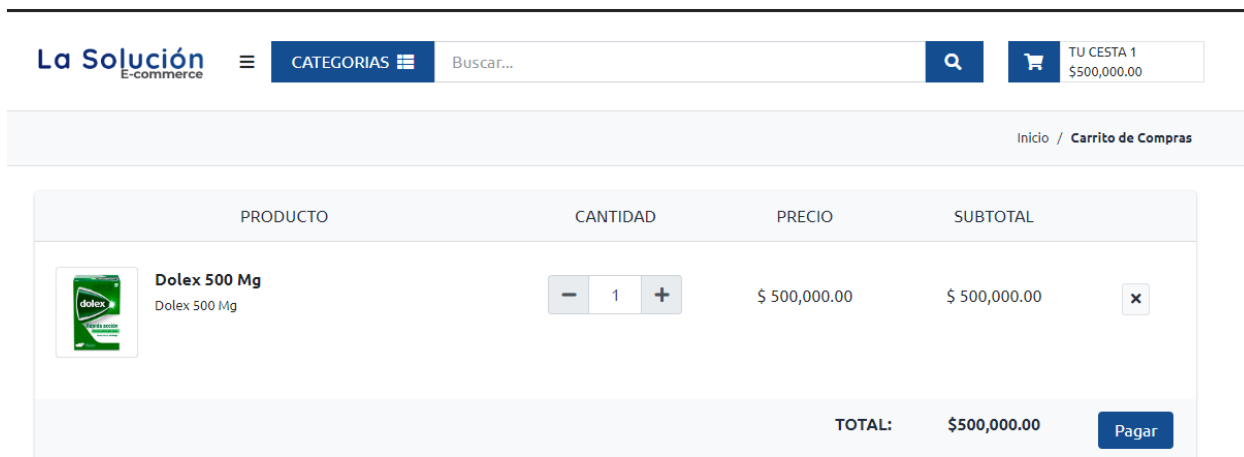 La Solución
E-commerce
CATEGORIAS
Buscar...
TU CESTA 1
$500,000.00
Inicio / Carrito de Compras
PRODUCTO CANTIDAD PRECIO SUBTOTAL
dolex
Dolex 500 Mg
Dolex 500 Mg
1
$ 500,000.00
$ 500,000.00
TOTAL: $500,000.00
Pagar